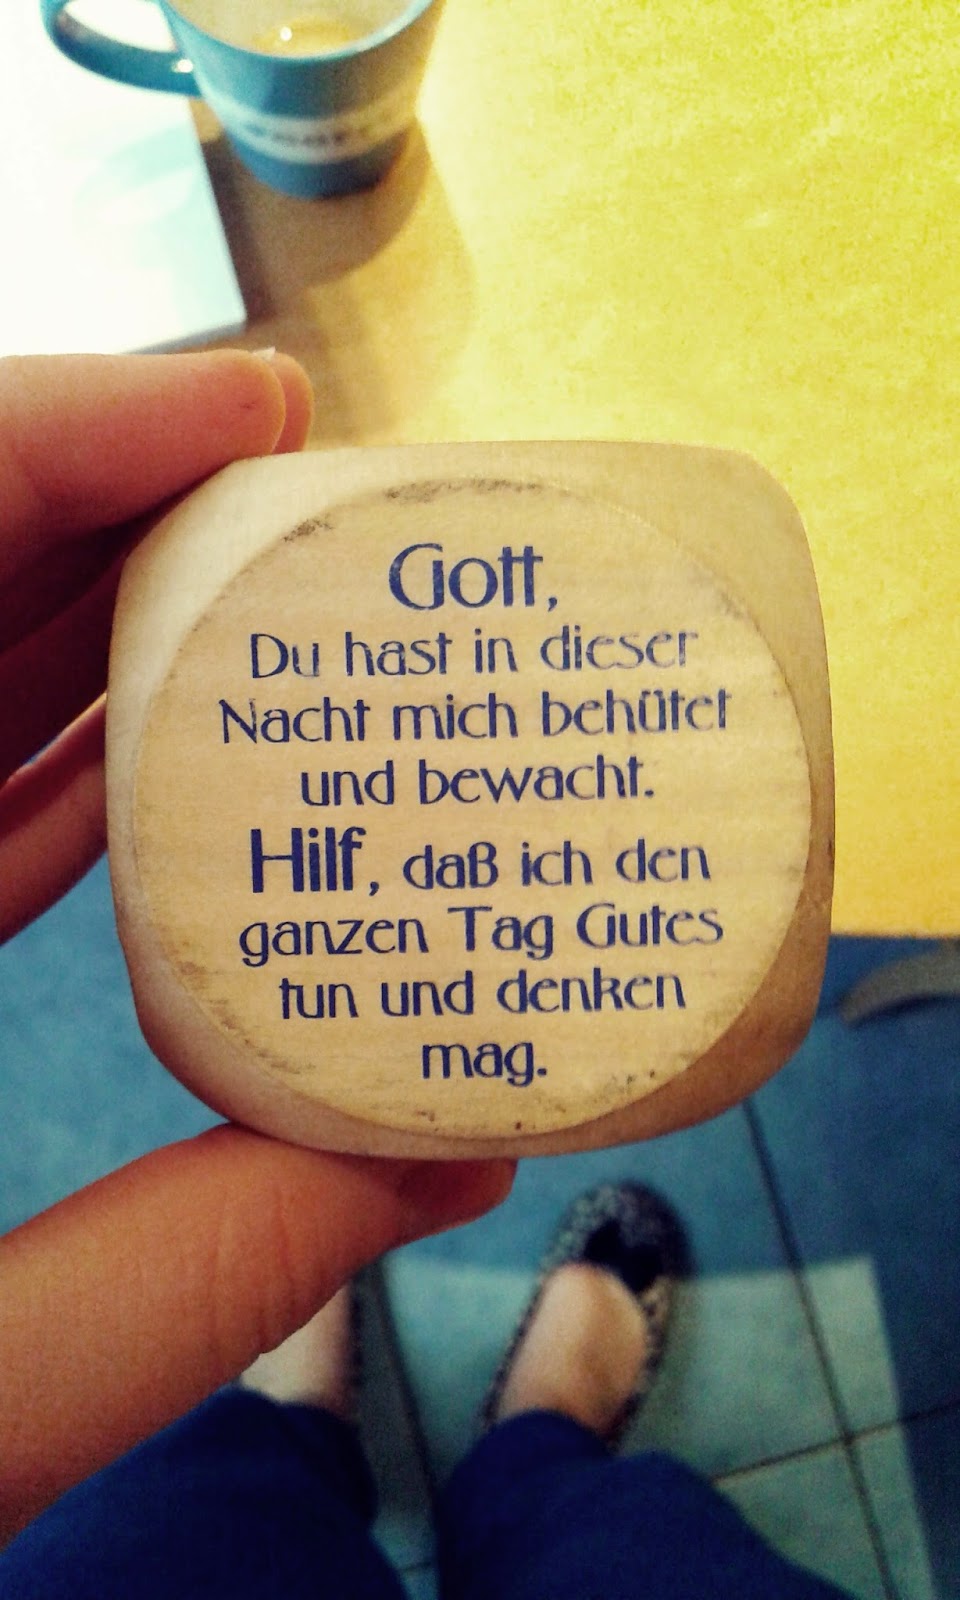 Gott,
Du hast in dieser
Nacht mich behütet
und bewacht.
Hilf, daß ich den
ganzen Tag Gutes
tun und denken
mag.